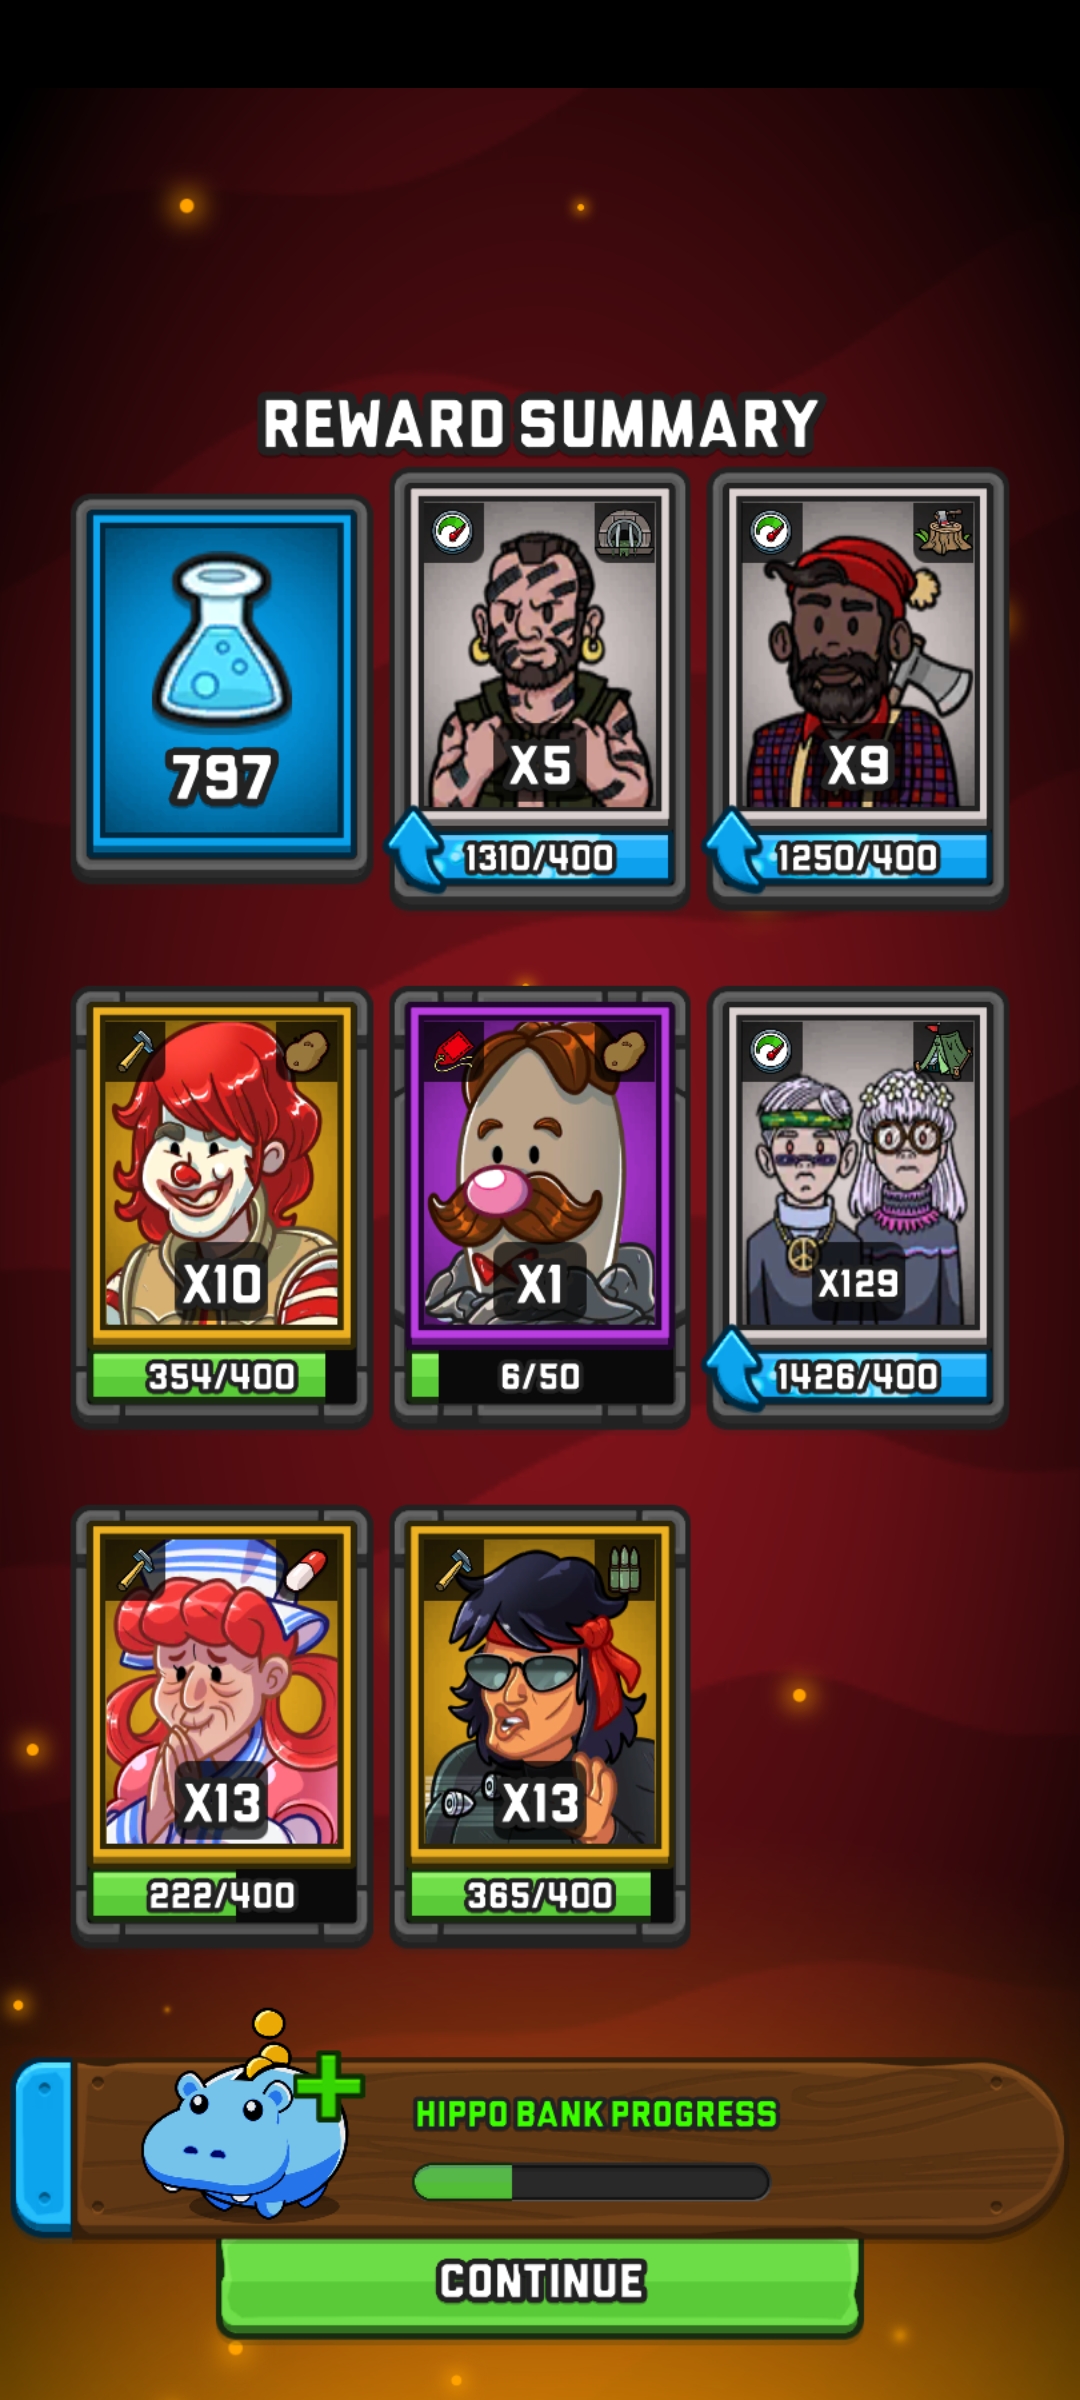 REWARD SUMMARY
797
X5
1310/400
X9
1250/400
X10
354/400
X1
6/50
X129
1426/400
X13
222/400
X13
365/400
HIPPO BANK PROGRESS
CONTINUE